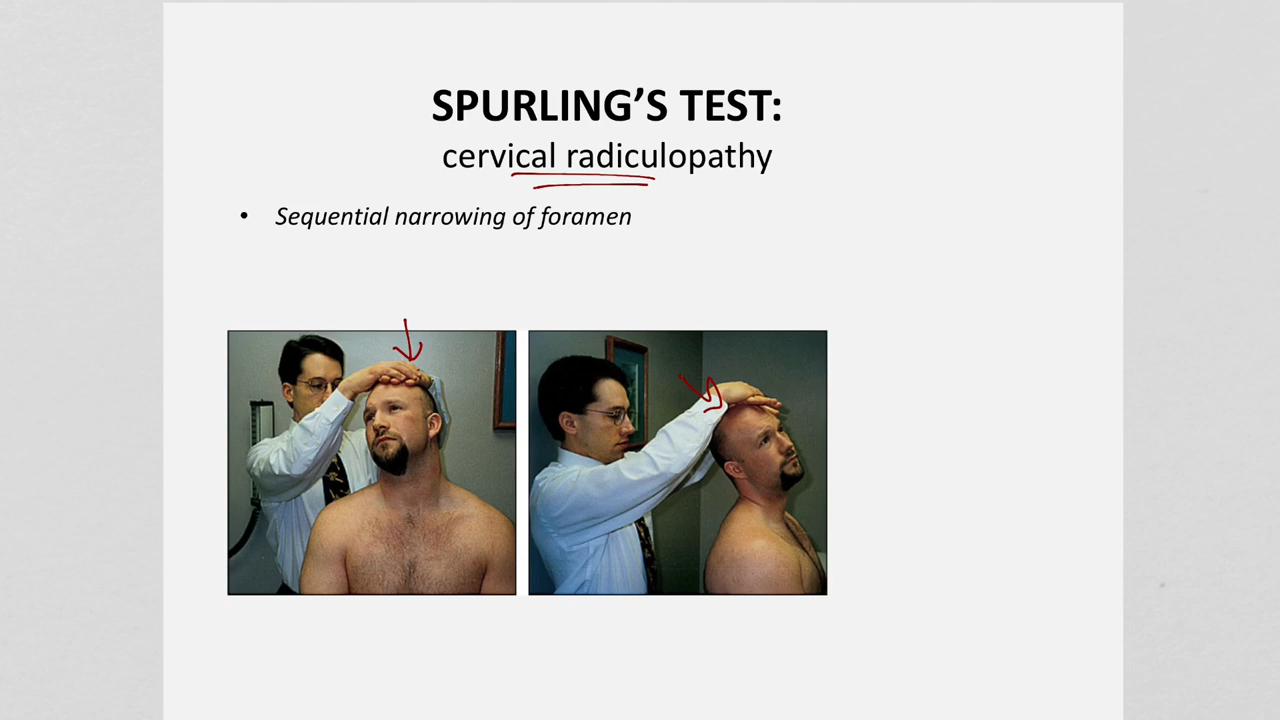 SPURLING’S TEST:
cervical radiculopathy
• Sequential narrowing of foramen